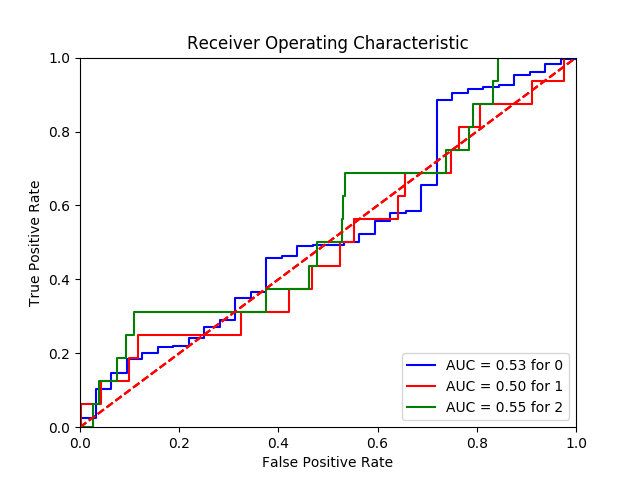 Receiver Operating Characteristic
True Positive Rate
1.0
0.8
0.6
0.4
0.2
0.0
AUC = 0.53 for 0
AUC = 0.50 for 1
AUC = 0.55 for 2
0.0 0.2 0.4 0.6 0.8 1.0
False Positive Rate